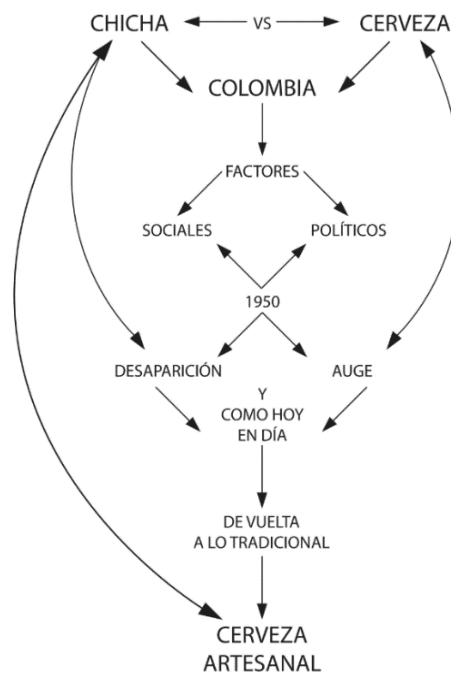 CHICHA VS CERVEZA
COLOMBIA
FACTORES
SOCIALES POLÍTICOS
1950
DESAPARICIÓN AUGE
Y
COMO HOY
EN DÍA
DE VUELTA
A LO TRADICIONAL
CERVEZA
ARTESANAL